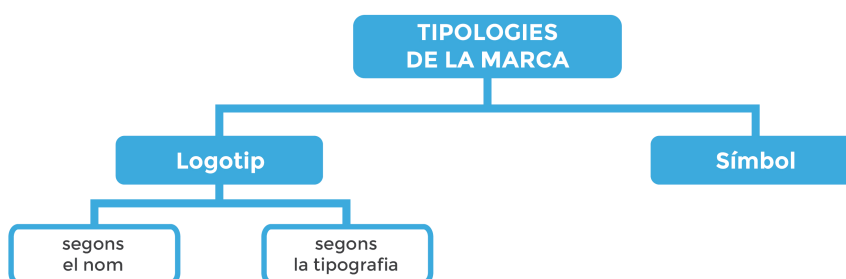 TIPOLOGIES
DE LA MARCA
Logotip
Símbol
segons
el nom
segons
la tipografia